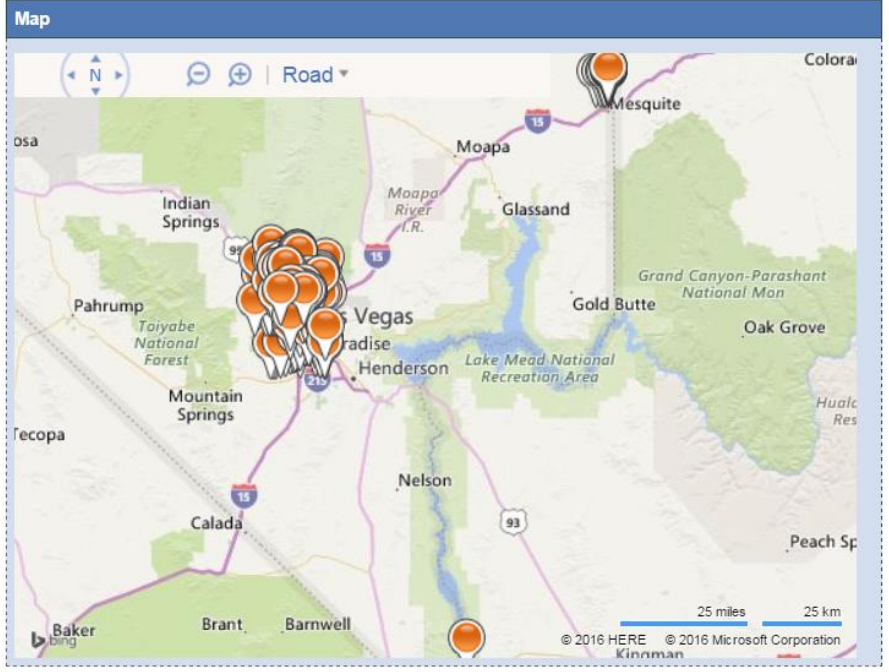 Map
N
Road
Colora
Mesquite
15
osa
Moapa
Indian
Springs
Moapa
River
I.R.
Glassand
95
15
Grand Canyon-Parashant
National Mon
Pahrump
Gold Butte
s Vegas
Oak Grove
Toiyabe
National
Forest
radise
Henderson
Lake Mead National
Recreation Area
215
Mountain
Springs
Huala
Res
Tecopa
Nelson
15
93
Calada
Peach Sp
25 miles
25 km
Baker
Brant
Barnwell
bing
© 2016 HERE
© 2016 Microsoft Corporation
Kingman